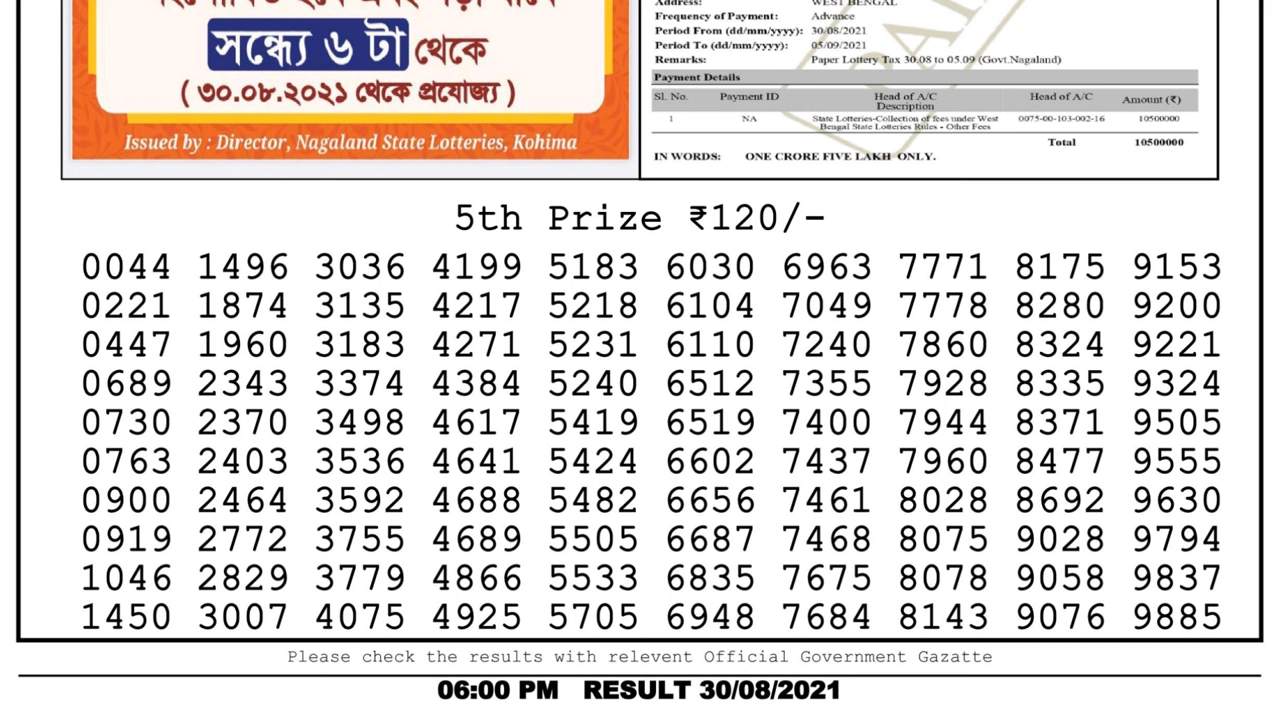 সন্ধ্যে ৬ টা থেকে
( ৩০.০৮.২০২১ থেকে প্রযোজ্য )
Issued by : Director, Nagaland State Lotteries, Kohima
Address: WEST BENGAL
Frequency of Payment: Advance
Period From (dd/mm/yyyy): 30/08/2021
Period To (dd/mm/yyyy): 05/09/2021
Remarks: Paper Lottery Tax 30.08 to 05.09 (Govt.Nagaland)
Payment Details
Sl. No. Payment ID Head of A/C Description Head of A/C Amount (₹)
1 NA State Lotteries-Collection of fees under West Bengal State Lotteries Rules - Other Fees 0075-00-103-002-16 10500000
Total 10500000
IN WORDS: ONE CRORE FIVE LAKH ONLY.
5th Prize ₹120/-
0044 1496 3036 4199 5183 6030 6963 7771 8175 9153
0221 1874 3135 4217 5218 6104 7049 7778 8280 9200
0447 1960 3183 4271 5231 6110 7240 7860 8324 9221
0689 2343 3374 4384 5240 6512 7355 7928 8335 9324
0730 2370 3498 4617 5419 6519 7400 7944 8371 9505
0763 2403 3536 4641 5424 6602 7437 7960 8477 9555
0900 2464 3592 4688 5482 6656 7461 8028 8692 9630
0919 2772 3755 4689 5505 6687 7468 8075 9028 9794
1046 2829 3779 4866 5533 6835 7675 8078 9058 9837
1450 3007 4075 4925 5705 6948 7684 8143 9076 9885
Please check the results with relevent Official Government Gazatte
06:00 PM RESULT 30/08/2021